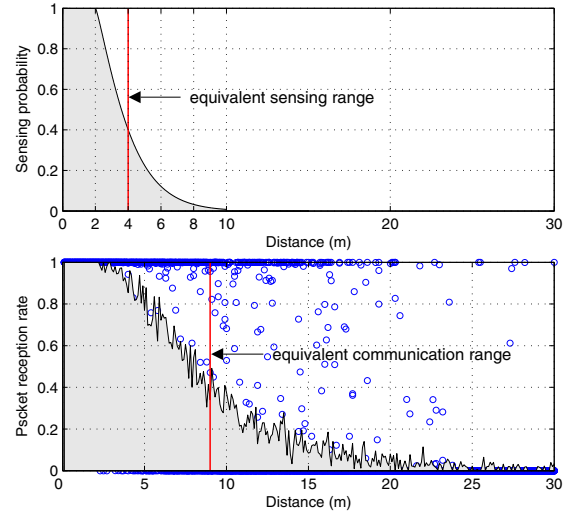 1
0.8
0.6
0.4
0.2
0
Sensing probability
equivalent sensing range
0 2 4 6 8 10 20 30
Distance (m)
1
0.8
0.6
0.4
0.2
0
Pscket reception rate
equivalent communication range
5 10 15 20 25 30
Distance (m)